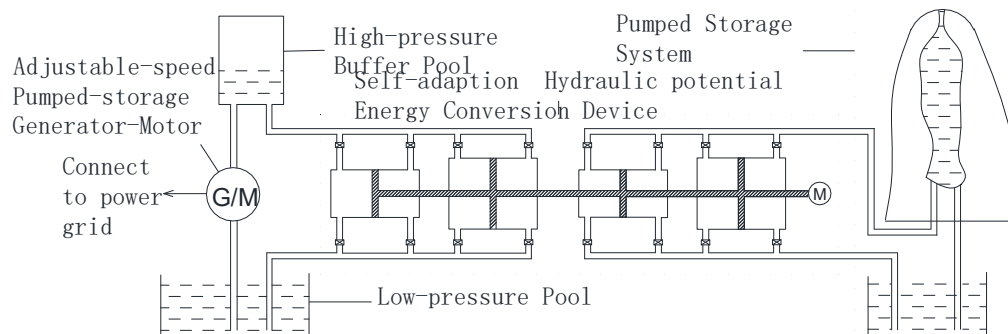 High-pressure
Buffer Pool
Pumped Storage
System
Adjustable-speed
Pumped-storage
Generator-Motor
Self-adaption Hydraulic potential
Energy Conversion Device
Connect
to power
grid
G/M
M
Low-pressure Pool